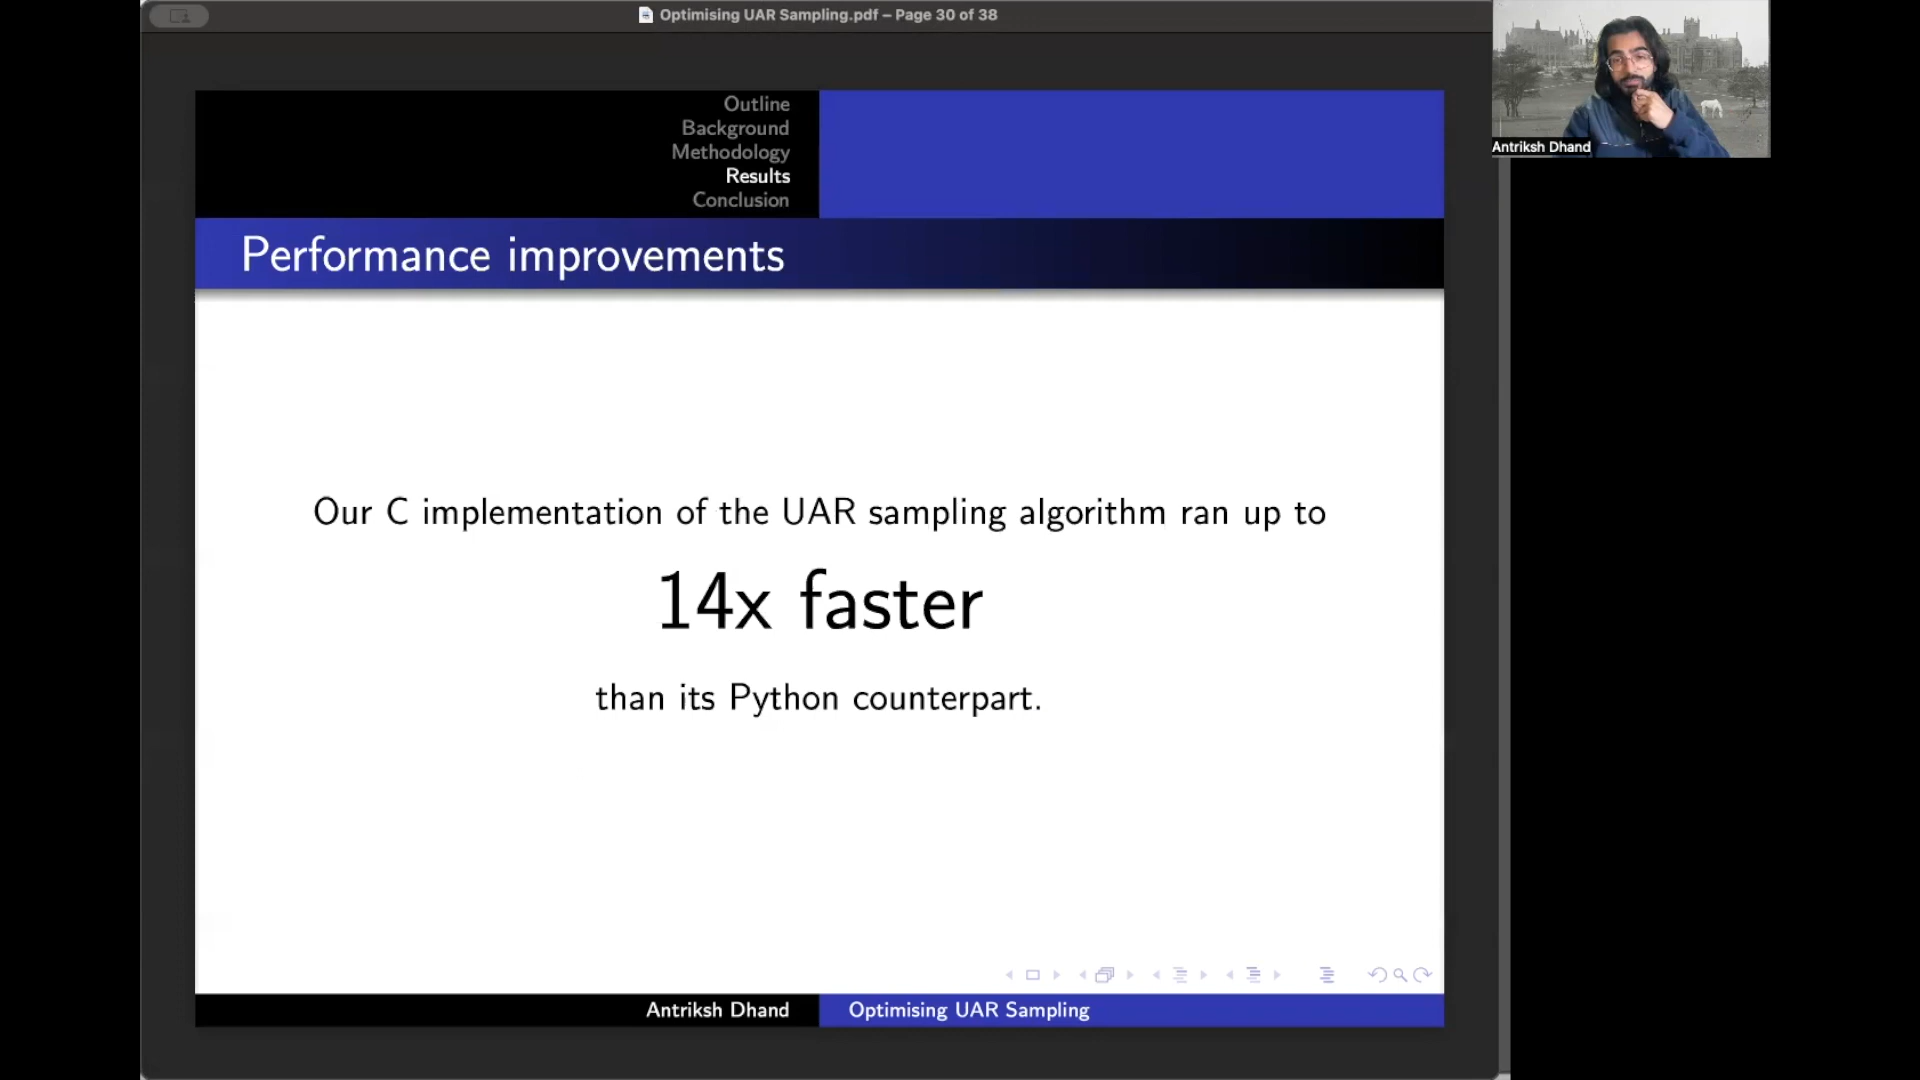 Optimising UAR Sampling.pdf – Page 30 of 38
Antriksh Dhand
Outline
Background
Methodology
Results
Conclusion
Performance improvements
Our C implementation of the UAR sampling algorithm ran up to
14x faster
than its Python counterpart.
Antriksh Dhand
Optimising UAR Sampling